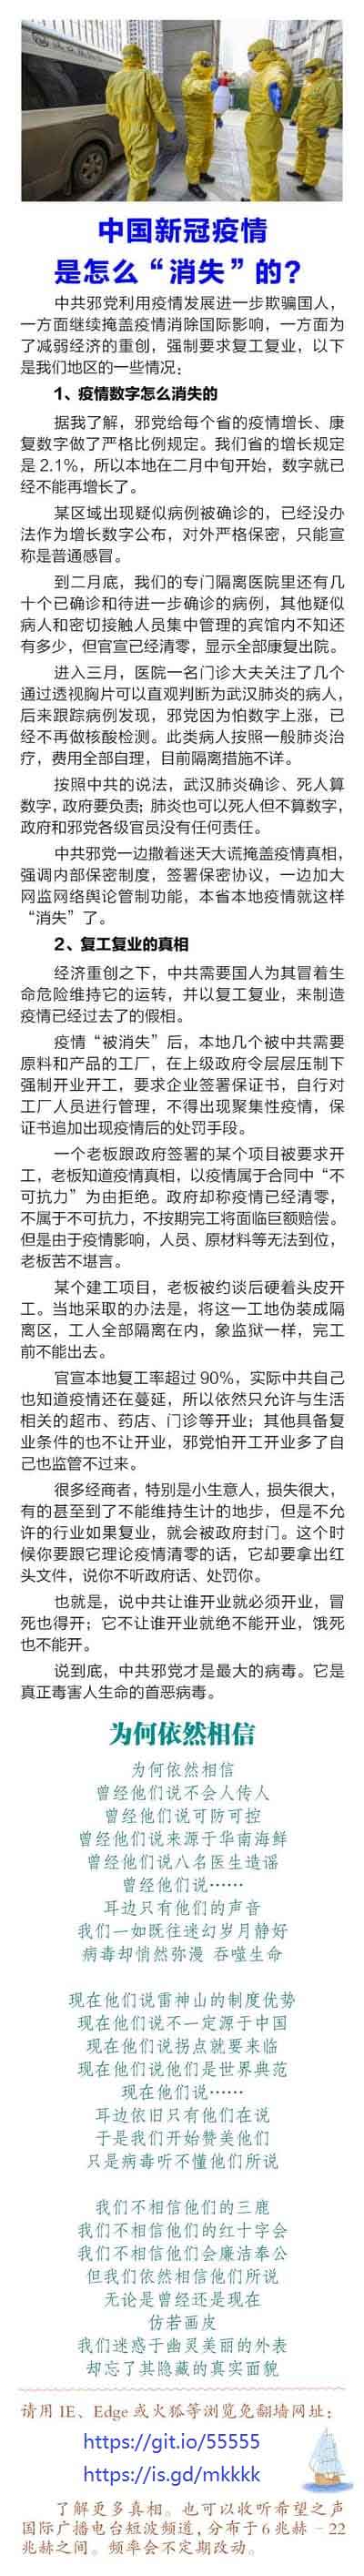 中国新冠疫情
是怎么“消失”的?
中共邪党利用疫情发展进一步欺骗国人，
一方面继续掩盖疫情消除国际影响，一方面为
了减弱经济的重创，强制要求复工复业，以下
是我们地区的一些情况：
1、疫情数字怎么消失的
据我了解，邪党给每个省的疫情增长、康
复数字做了严格比例规定。我们省的增长规定
是 2.1%，所以本地在二月中旬开始，数字就已
经不能再增长了。
某区域出现疑似病例被确诊的，已经没办
法作为增长数字公布，对外严格保密，只能宣
称是普通感冒。
到二月底，我们的专门隔离医院里还有几
十个已确诊和待进一步确诊的病例，其他疑似
病人和密切接触人员集中管理的宾馆内不知还
有多少，但官宣已经清零，显示全部康复出院。
进入三月，医院一名门诊大夫关注了几个
通过透视胸片可以直观判断为武汉肺炎的病人，
后来跟踪病例发现，邪党因为怕数字上涨，已
经不再做核酸检测。此类病人按照一般肺炎治
疗，费用全部自理，目前隔离措施不详。
按照中共的说法，武汉肺炎确诊、死人算
数字，政府要负责；肺炎也可以死人但不算数字，
政府和邪党各级官员没有任何责任。
中共邪党一边撒着迷天大谎掩盖疫情真相，
强调内部保密制度，签署保密协议，一边加大
网监网络舆论管制功能，本省本地疫情就这样
“消失”了。
2、复工复业的真相
经济重创之下，中共需要国人为其冒着生
命危险维持它的运转，并以复工复业，来制造
疫情已经过去了的假相。
疫情“被消失”后，本地几个被中共需要
原料和产品的工厂，在上级政府令层层压制下
强制开业开工，要求企业签署保证书，自行对
工厂人员进行管理，不得出现聚集性疫情，保
证书追加出现疫情后的处罚手段。
一个老板跟政府签署的某个项目被要求开
工，老板知道疫情真相，以疫情属于合同中“不
可抗力”为由拒绝。政府却称疫情已经清零，
不属于不可抗力，不按期完工将面临巨额赔偿。
但是由于疫情影响，人员、原材料等无法到位，
老板苦不堪言。
某个建工项目，老板被约谈后硬着头皮开
工。当地采取的办法是，将这一工地伪装成隔
离区，工人全部隔离在内，象监狱一样，完工
前不能出去。
官宣本地复工率超过 90%，实际中共自己
也知道疫情还在蔓延，所以依然只允许与生活
相关的超市、药店、门诊等开业；其他具备复
业条件的也不让开业，邪党怕开工开业多了自
己也监管不过来。
很多经商者，特别是小生意人，损失很大，
有的甚至到了不能维持生计的地步，但是不允
许的行业如果复业，就会被政府封门。这个时
候你要跟它理论疫情清零的话，它却要拿出红
头文件，说你不听政府话、处罚你。
也就是，说中共让谁开业就必须开业，冒
死也得开；它不让谁开业就绝不能开业，饿死
也不能开。
说到底，中共邪党才是最大的病毒。它是
真正毒害人生命的首恶病毒。
为何依然相信
为何依然相信
曾经他们说不会人传人
曾经他们说可防可控
曾经他们说来源于华南海鲜
曾经他们说八名医生造谣
曾经他们说……
耳边只有他们的声音
我们一如既往迷幻岁月静好
病毒却悄然弥漫 吞噬生命
现在他们说雷神山的制度优势
现在他们说不一定源于中国
现在他们说拐点就要来临
现在他们说他们是世界典范
现在他们说……
耳边依旧只有他们在说
于是我们开始赞美他们
只是病毒听不懂他们所说
我们不相信他们的三鹿
我们不相信他们的红十字会
我们不相信他们会廉洁奉公
但我们依然相信他们所说
无论是曾经还是现在
仿若画皮
我们迷惑于幽灵美丽的外表
却忘了其隐藏的真实面貌
请用 IE、Edge 或火狐等浏览免翻墙网址：
https://git.io/55555
https://is.gd/mkkkk
了解更多真相。也可以收听希望之声
国际广播电台短波频道，分布于 6 兆赫 – 22
兆赫之间。频率会不定期改动。